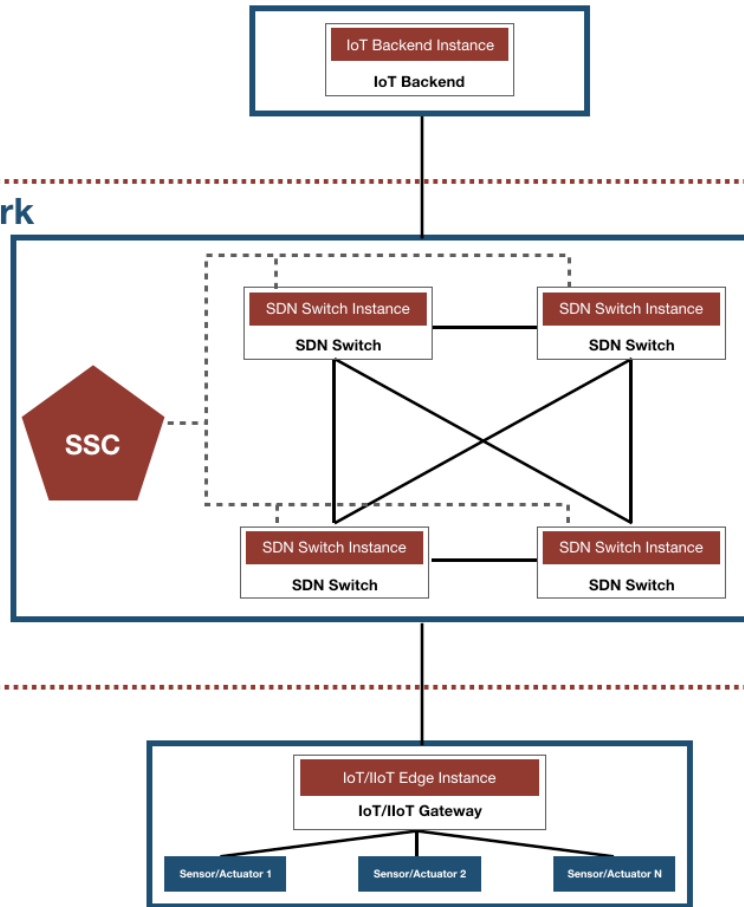 IoT Backend Instance
IoT Backend
rk
SDN Switch Instance
SDN Switch
SDN Switch Instance
SDN Switch
SSC
SDN Switch Instance
SDN Switch
SDN Switch Instance
SDN Switch
IoT/IIoT Edge Instance
IoT/IIoT Gateway
Sensor/Actuator 1
Sensor/Actuator 2
Sensor/Actuator N